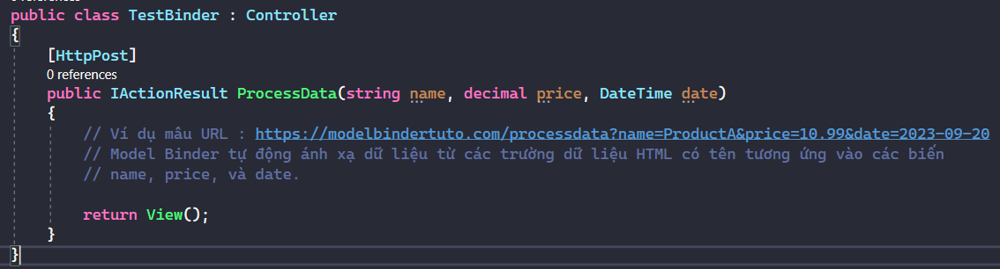 public class TestBinder : Controller
{
[HttpPost]
0 references
public IActionResult ProcessData(string name, decimal price, DateTime date)
{
// Ví dụ mâu URL : https://modelbindertuto.com/processdata?name=ProductA&price=10.99&date=2023-09-20
// Model Binder tự động ánh xạ dữ liệu từ các trường dữ liệu HTML có tên tương ứng vào các biến
// name, price, và date.
return View();
}
}